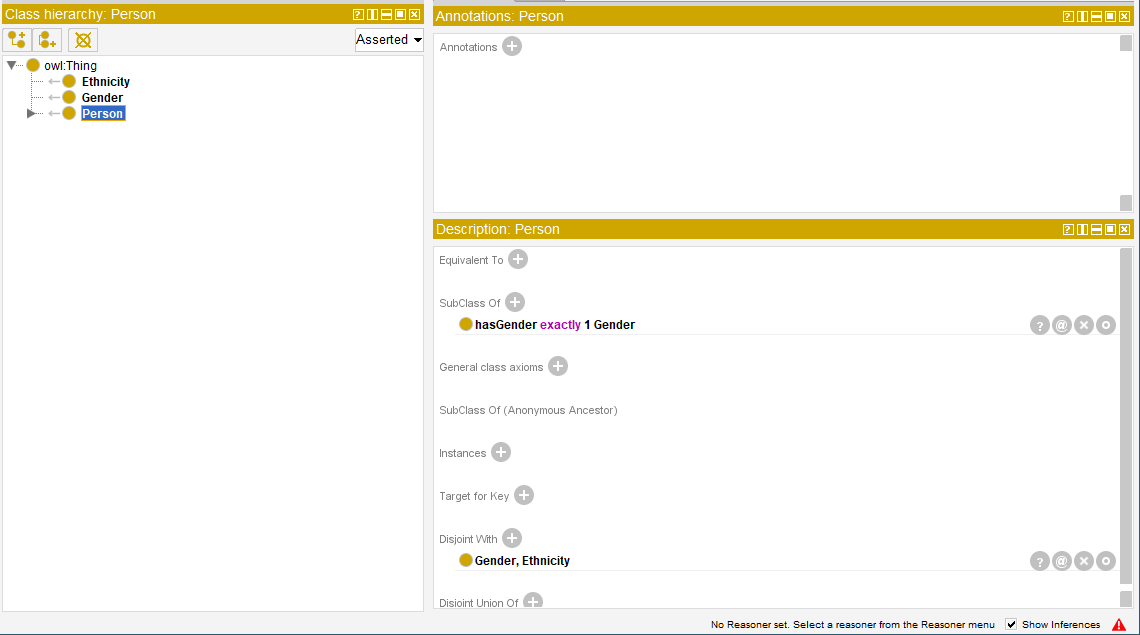 Class hierarchy: Person
Asserted
owl:Thing
Ethnicity
Gender
Person
Annotations: Person
Annotations
Description: Person
Equivalent To
SubClass Of
hasGender exactly 1 Gender
General class axioms
SubClass Of (Anonymous Ancestor)
Instances
Target for Key
Disjoint With
Gender, Ethnicity
Disjoint Union Of
No Reasoner set. Select a reasoner from the Reasoner menu Show Inferences